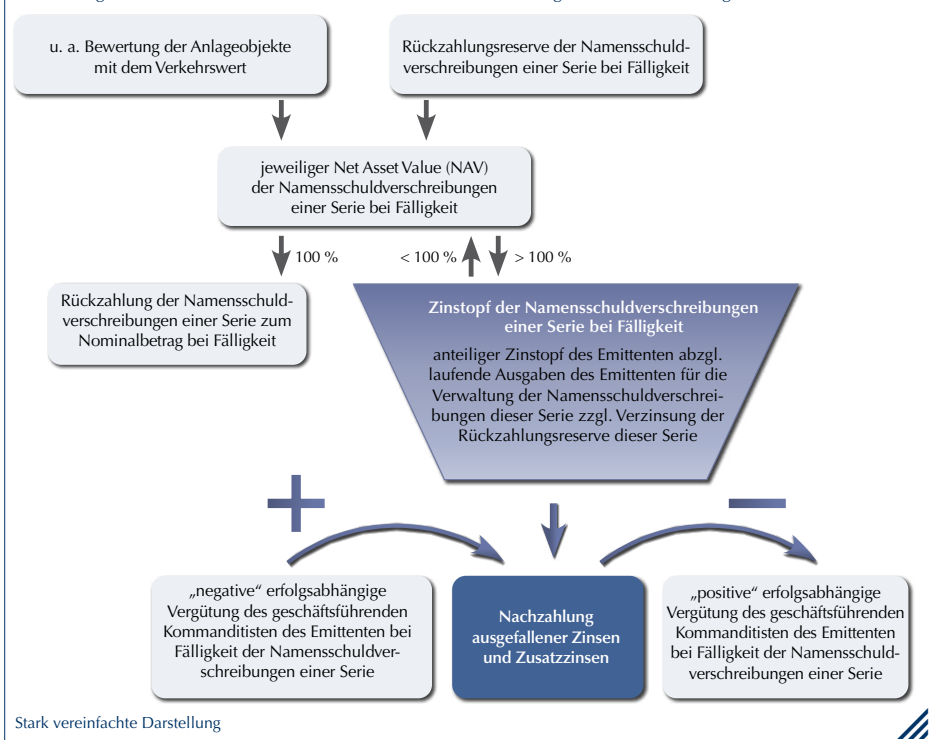 u. a. Bewertung der Anlageobjekte
mit dem Verkehrswert
Rückzahlungsreserve der Namensschuld-
verschreibungen einer Serie bei Fälligkeit
jeweiliger Net Asset Value (NAV)
der Namensschuldverschreibungen
einer Serie bei Fälligkeit
100 %
< 100 %
> 100 %
Rückzahlung der Namensschuld-
verschreibungen einer Serie zum
Nominalbetrag bei Fälligkeit
Zinstopf der Namensschuldverschreibungen
einer Serie bei Fälligkeit
anteiliger Zinstopf des Emittenten abzgl.
laufende Ausgaben des Emittenten für die
Verwaltung der Namensschuldverschrei-
bungen dieser Serie zzgl. Verzinsung der
Rückzahlungsreserve dieser Serie
+
−
„negative“ erfolgsabhängige
Vergütung des geschäftsführenden
Kommanditisten des Emittenten bei
Fälligkeit der Namensschuldver-
schreibungen einer Serie
Nachzahlung
ausgefallener Zinsen
und Zusatzzinsen
„positive“ erfolgsabhängige
Vergütung des geschäftsführenden
Kommanditisten des Emittenten
bei Fälligkeit der Namensschuld-
verschreibungen einer Serie
Stark vereinfachte Darstellung